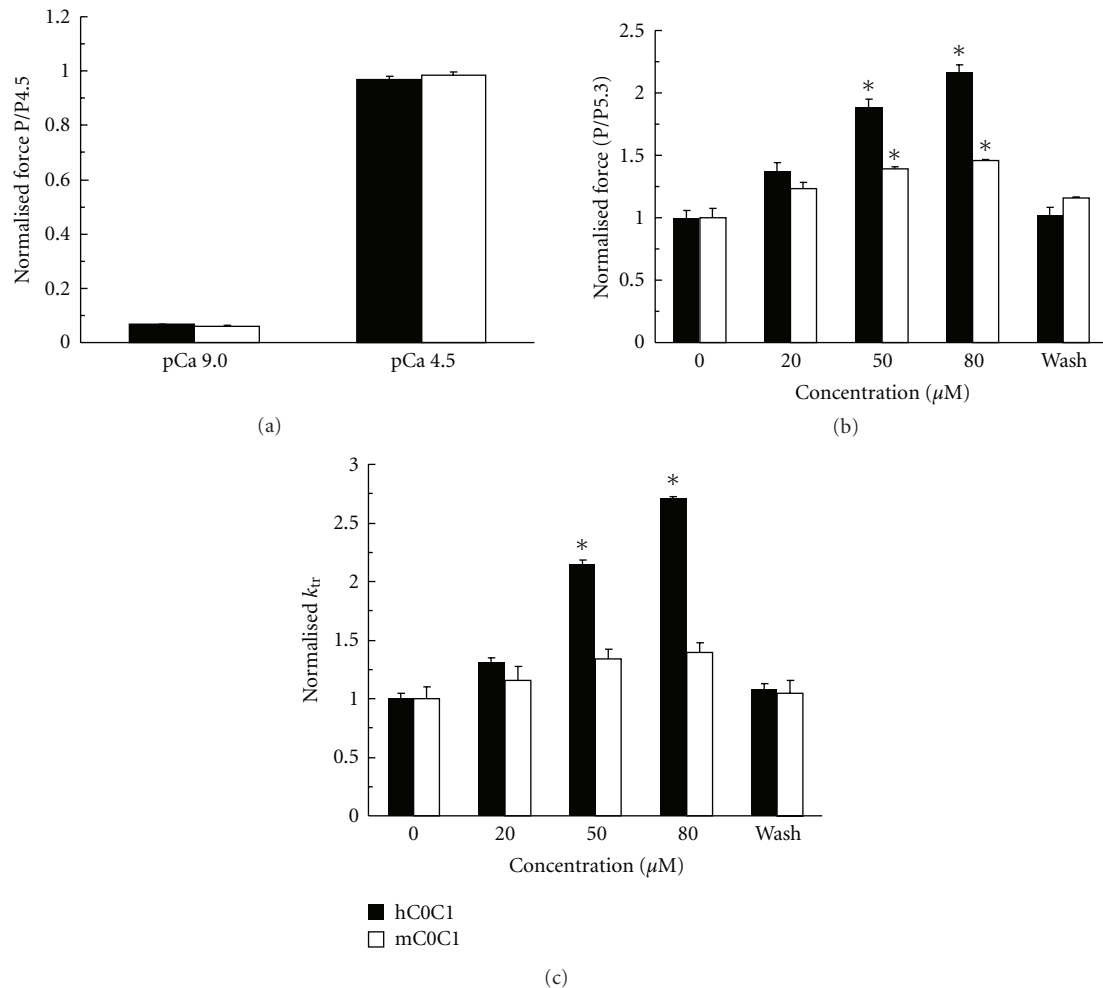 1.2
1
0.8
0.6
0.4
0.2
0
Normalised force P/P4.5
pCa 9.0 pCa 4.5
(a)
2.5
2
1.5
1
0.5
0
Normalised force (P/P5.3)
* * * *
0 20 50 80 Wash
Concentration (μM)
(b)
3
2.5
2
1.5
1
0.5
0
Normalised ktr
* *
0 20 50 80 Wash
Concentration (μM)
hC0C1
mC0C1
(c)